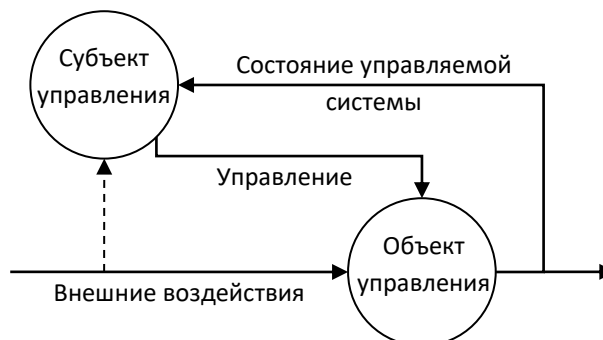 Субъект
управления
Состояние управляемой
системы
Управление
Объект
управления
Внешние воздействия